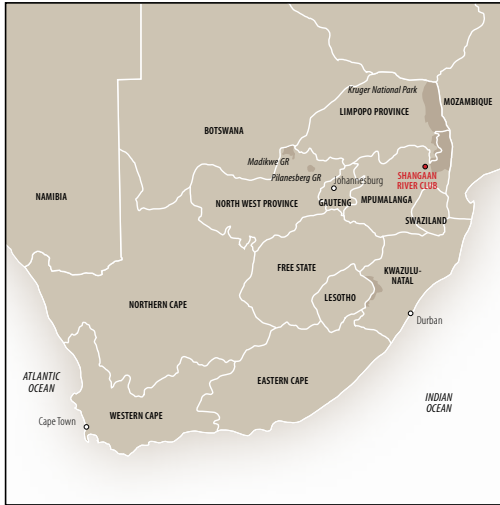 Kruger National Park
MOZAMBIQUE
LIMPOPO PROVINCE
BOTSWANA
Madikwe GR
Pilanesberg GR
Johannesburg
SHANGAAN
RIVER CLUB
NAMIBIA
NORTH WEST PROVINCE
GAUTENG
MPUMALANGA
SWAZILAND
FREE STATE
KWAZULU-
NATAL
LESOTHO
NORTHERN CAPE
Durban
ATLANTIC
OCEAN
EASTERN CAPE
INDIAN
OCEAN
WESTERN CAPE
Cape Town